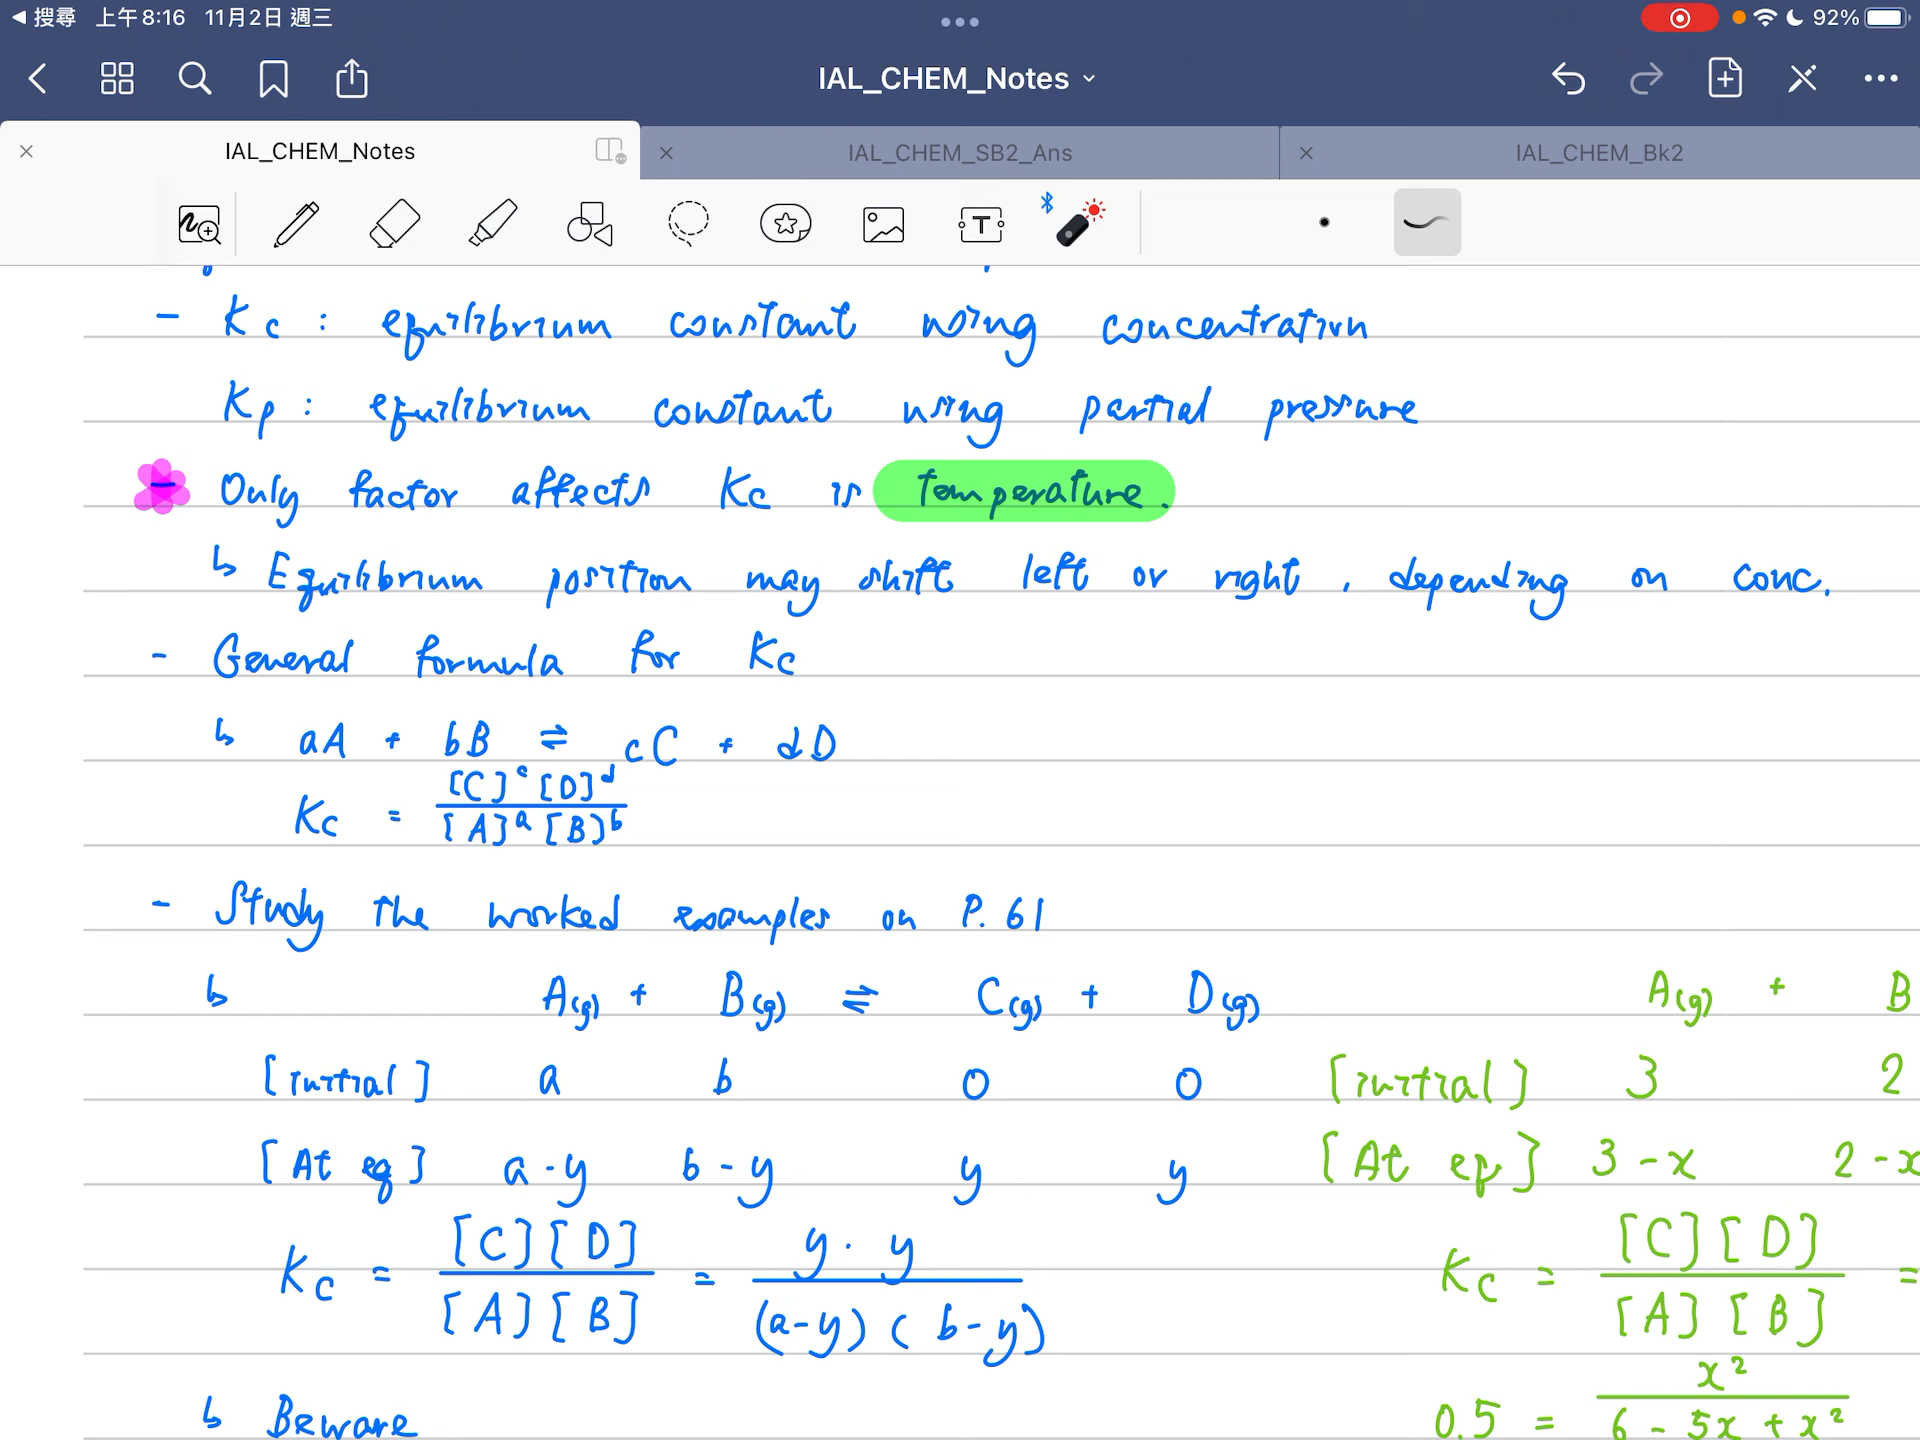 搜尋 上午8:16 11月2日 週三
92%
IAL_CHEM_Notes
IAL_CHEM_Notes
IAL_CHEM_SB2_Ans
IAL_CHEM_Bk2
- Kc : equilibrium constant using concentration
Kp : equilibrium constant using partial pressure
- Only factor affects Kc is temperature.
↳ Equilibrium position may shift left or right, depending on conc.
- General formula for Kc
↳ aA + bB ⇌ cC + dD
Kc = [C]^c [D]^d / [A]^a [B]^b
- Study the worked examples on P. 61
↳ A(g) + B(g) ⇌ C(g) + D(g)
[initial] a b 0 0
[At eq] a-y b-y y y
Kc = [C][D] / [A][B] = y · y / (a-y)(b-y)
↳ Beware
A(g) + B
[initial] 3 2
[At eq] 3-x 2-x
Kc = [C][D] / [A][B] =
0.5 = x² / 6 - 5x + x²